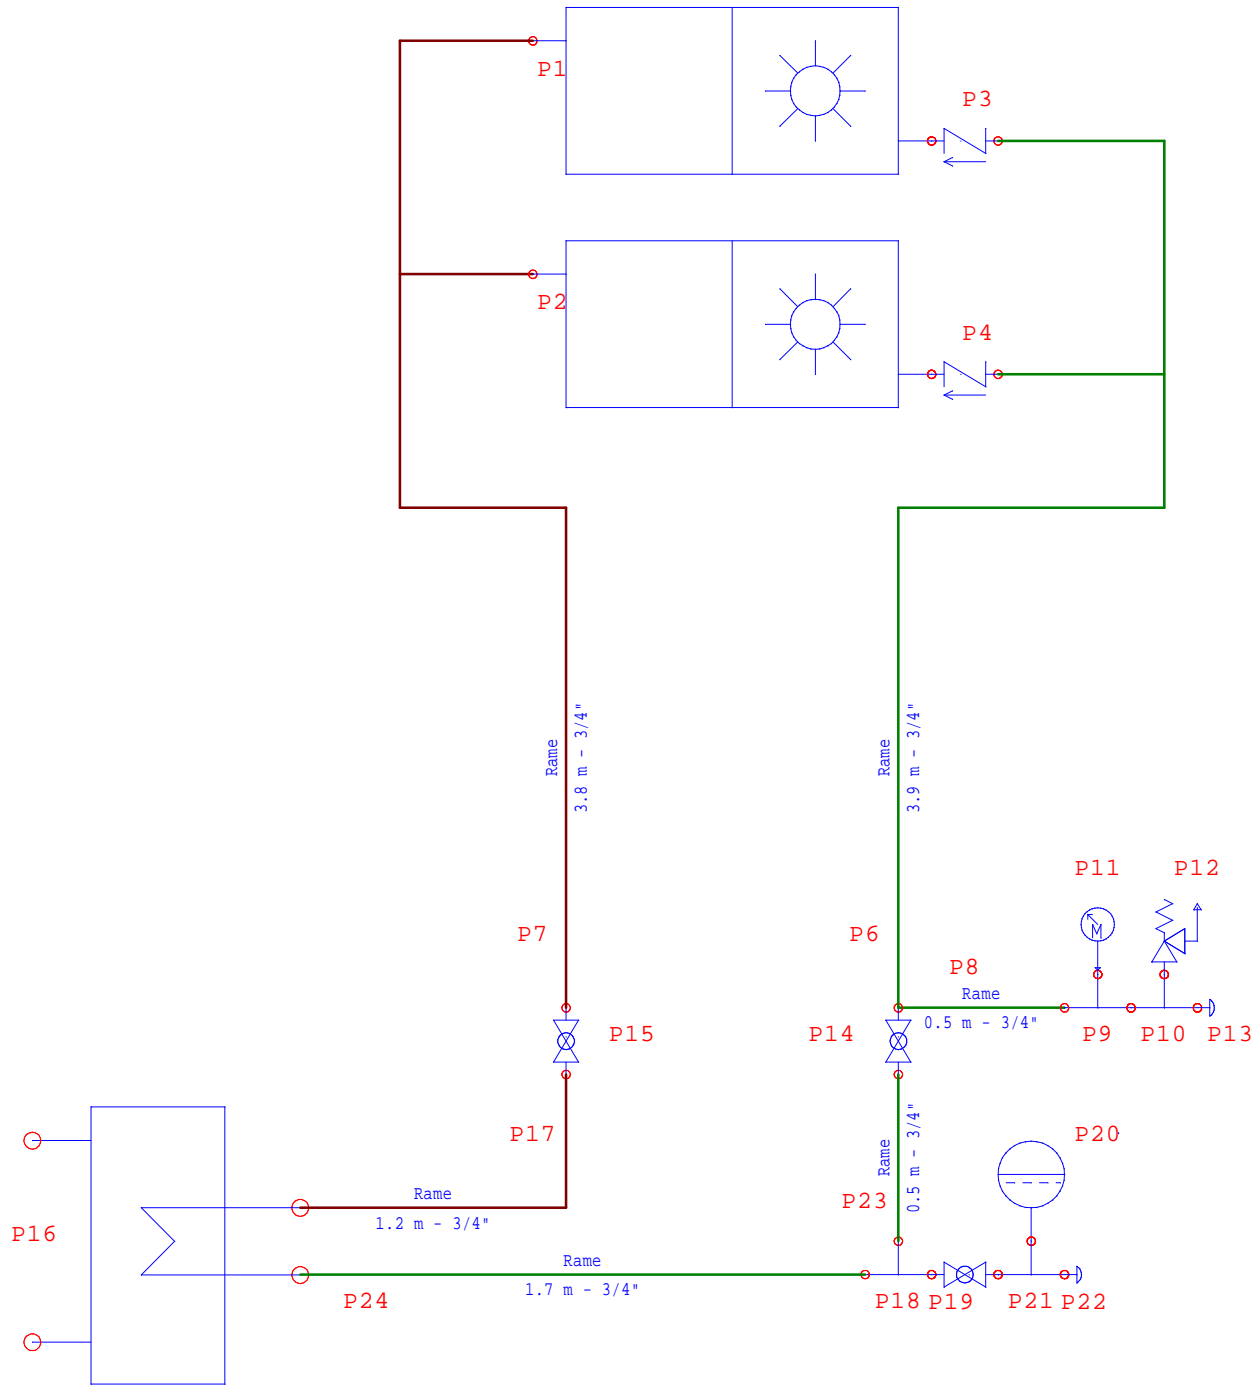 P1
P3
P2
P4
Rame
3.8 m - 3/4"
Rame
3.9 m - 3/4"
P11
P12
P7
P6
P8
Rame
0.5 m - 3/4"
P15
P14
P9
P10
P13
P17
Rame
0.5 m - 3/4"
P20
P23
Rame
1.2 m - 3/4"
P16
Rame
1.7 m - 3/4"
P24
P18
P19
P21
P22
M